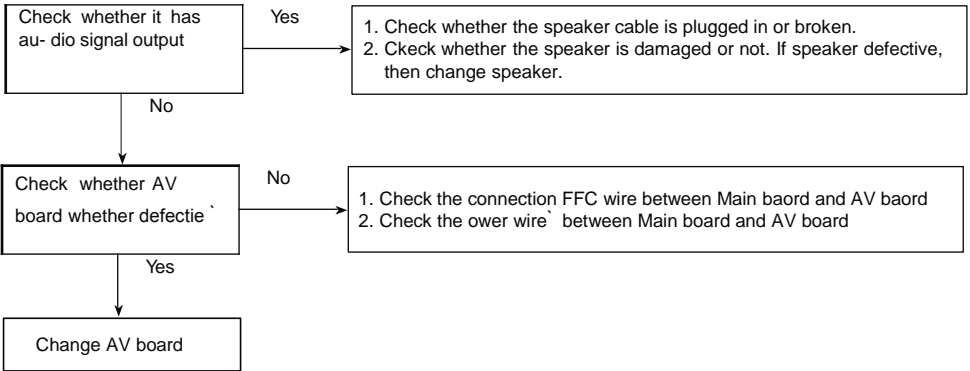 Check whether it has
au- dio signal output
Yes
1. Check whether the speaker cable is plugged in or broken.
2. Ckeck whether the speaker is damaged or not. If speaker defective,
then change speaker.
No
Check whether AV
board whether defectie `
No
1. Check the connection FFC wire between Main baord and AV baord
2. Check the ower wire` between Main board and AV board
Yes
Change AV board